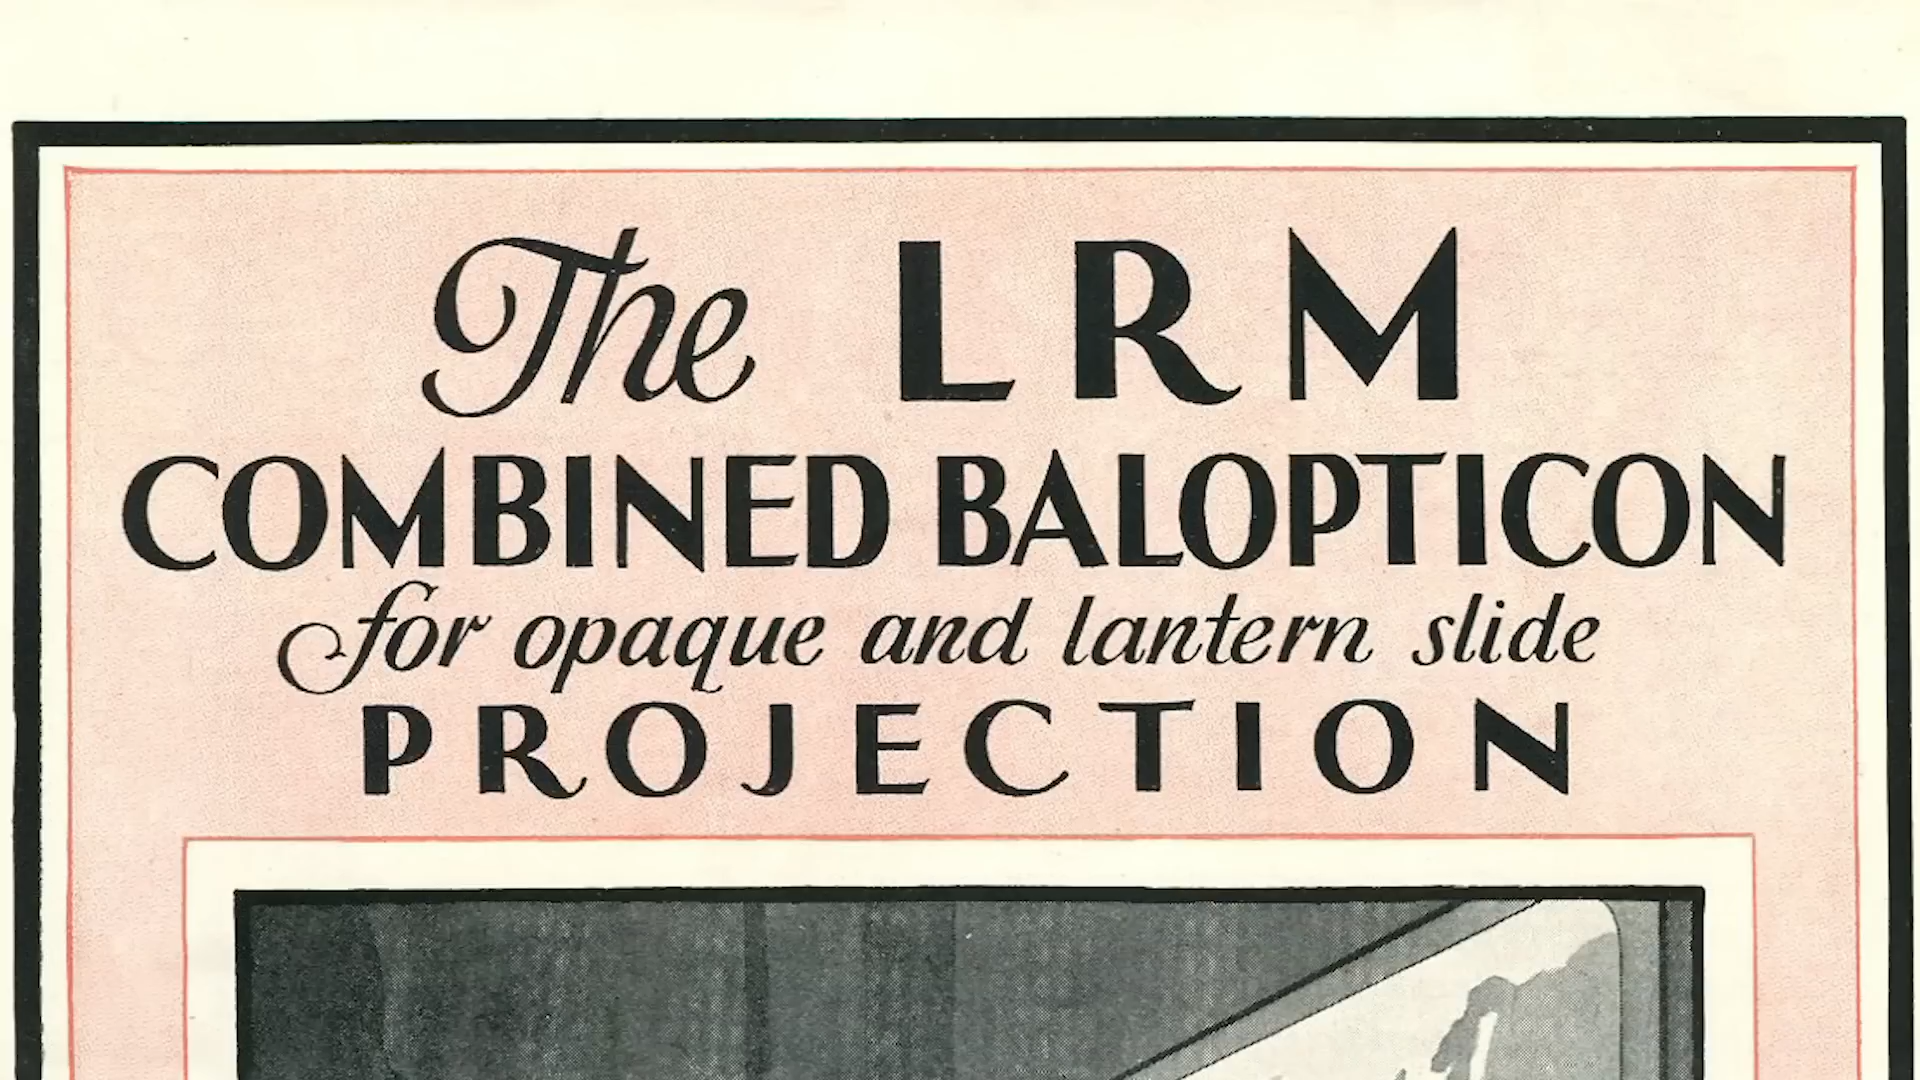 The LRM
COMBINED BALOPTICON
for opaque and lantern slide
PROJECTION